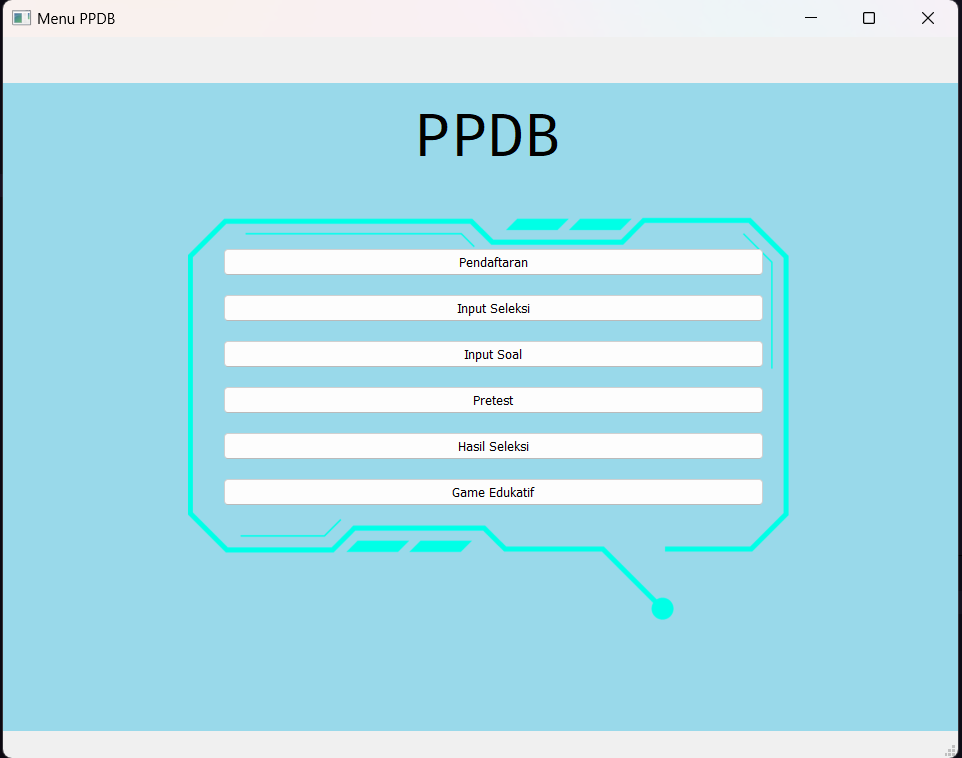 Menu PPDB
PPDB
Pendaftaran
Input Seleksi
Input Soal
Pretest
Hasil Seleksi
Game Edukatif